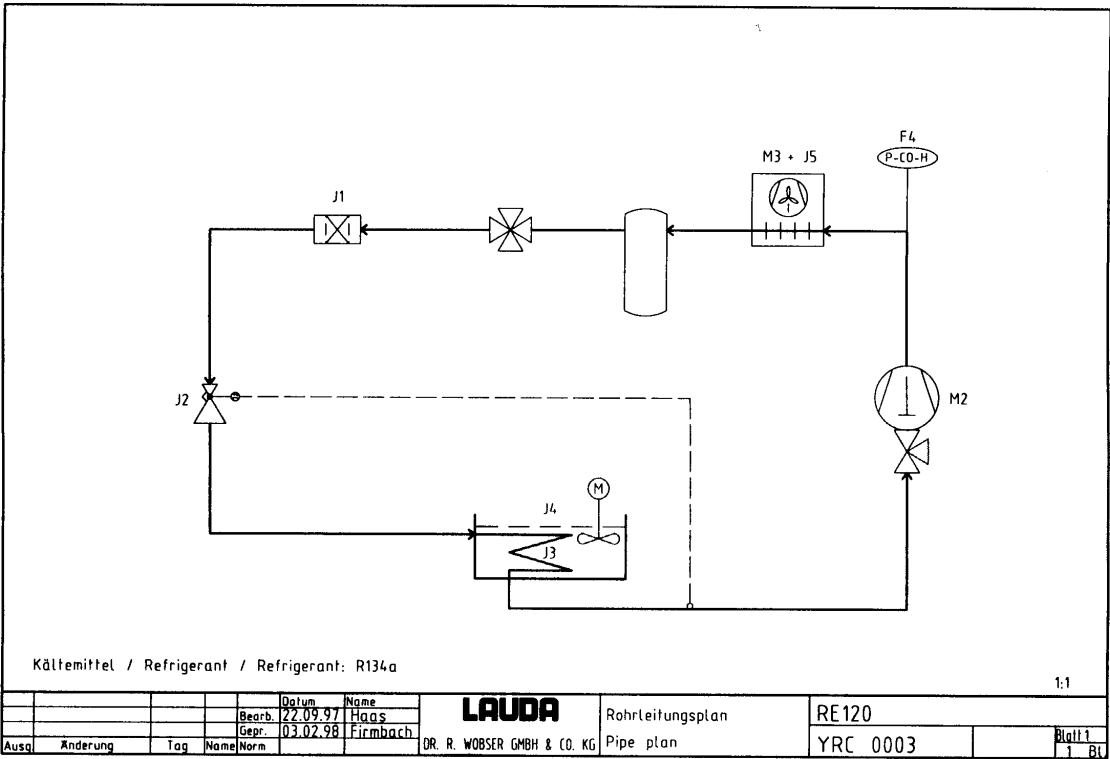 F4
P-CO-H
M3 + J5
J1
J2
M2
M
J4
J3
Kältemittel / Refrigerant / Refrigerant: R134a
1:1
Datum Name
Bearb. 22.09.97 Haas
Gepr. 03.02.98 Firmbach
Ausg. Änderung Tag Name Norm
LAUDA
DR. R. WOBSER GMBH & CO. KG
Rohrleitungsplan
Pipe plan
RE120
YRC 0003
Blatt 1
1 Bl.